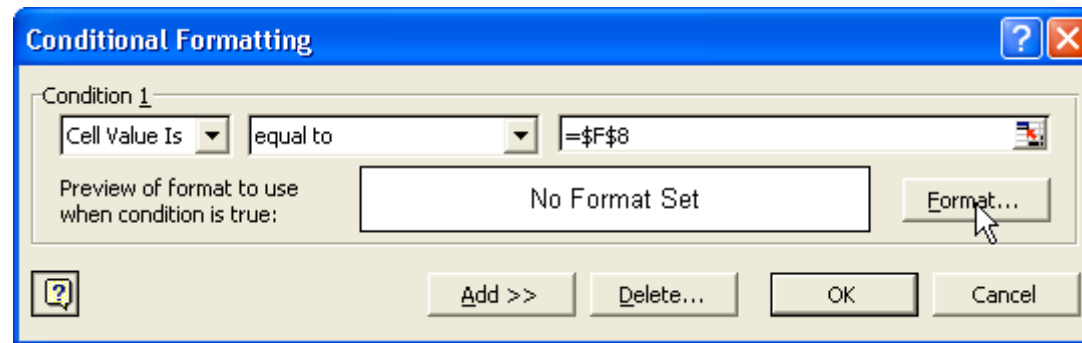 Conditional Formatting
Condition 1
Cell Value Is equal to =$F$8
Preview of format to use
when condition is true:
No Format Set
Format...
? Add >> Delete... OK Cancel